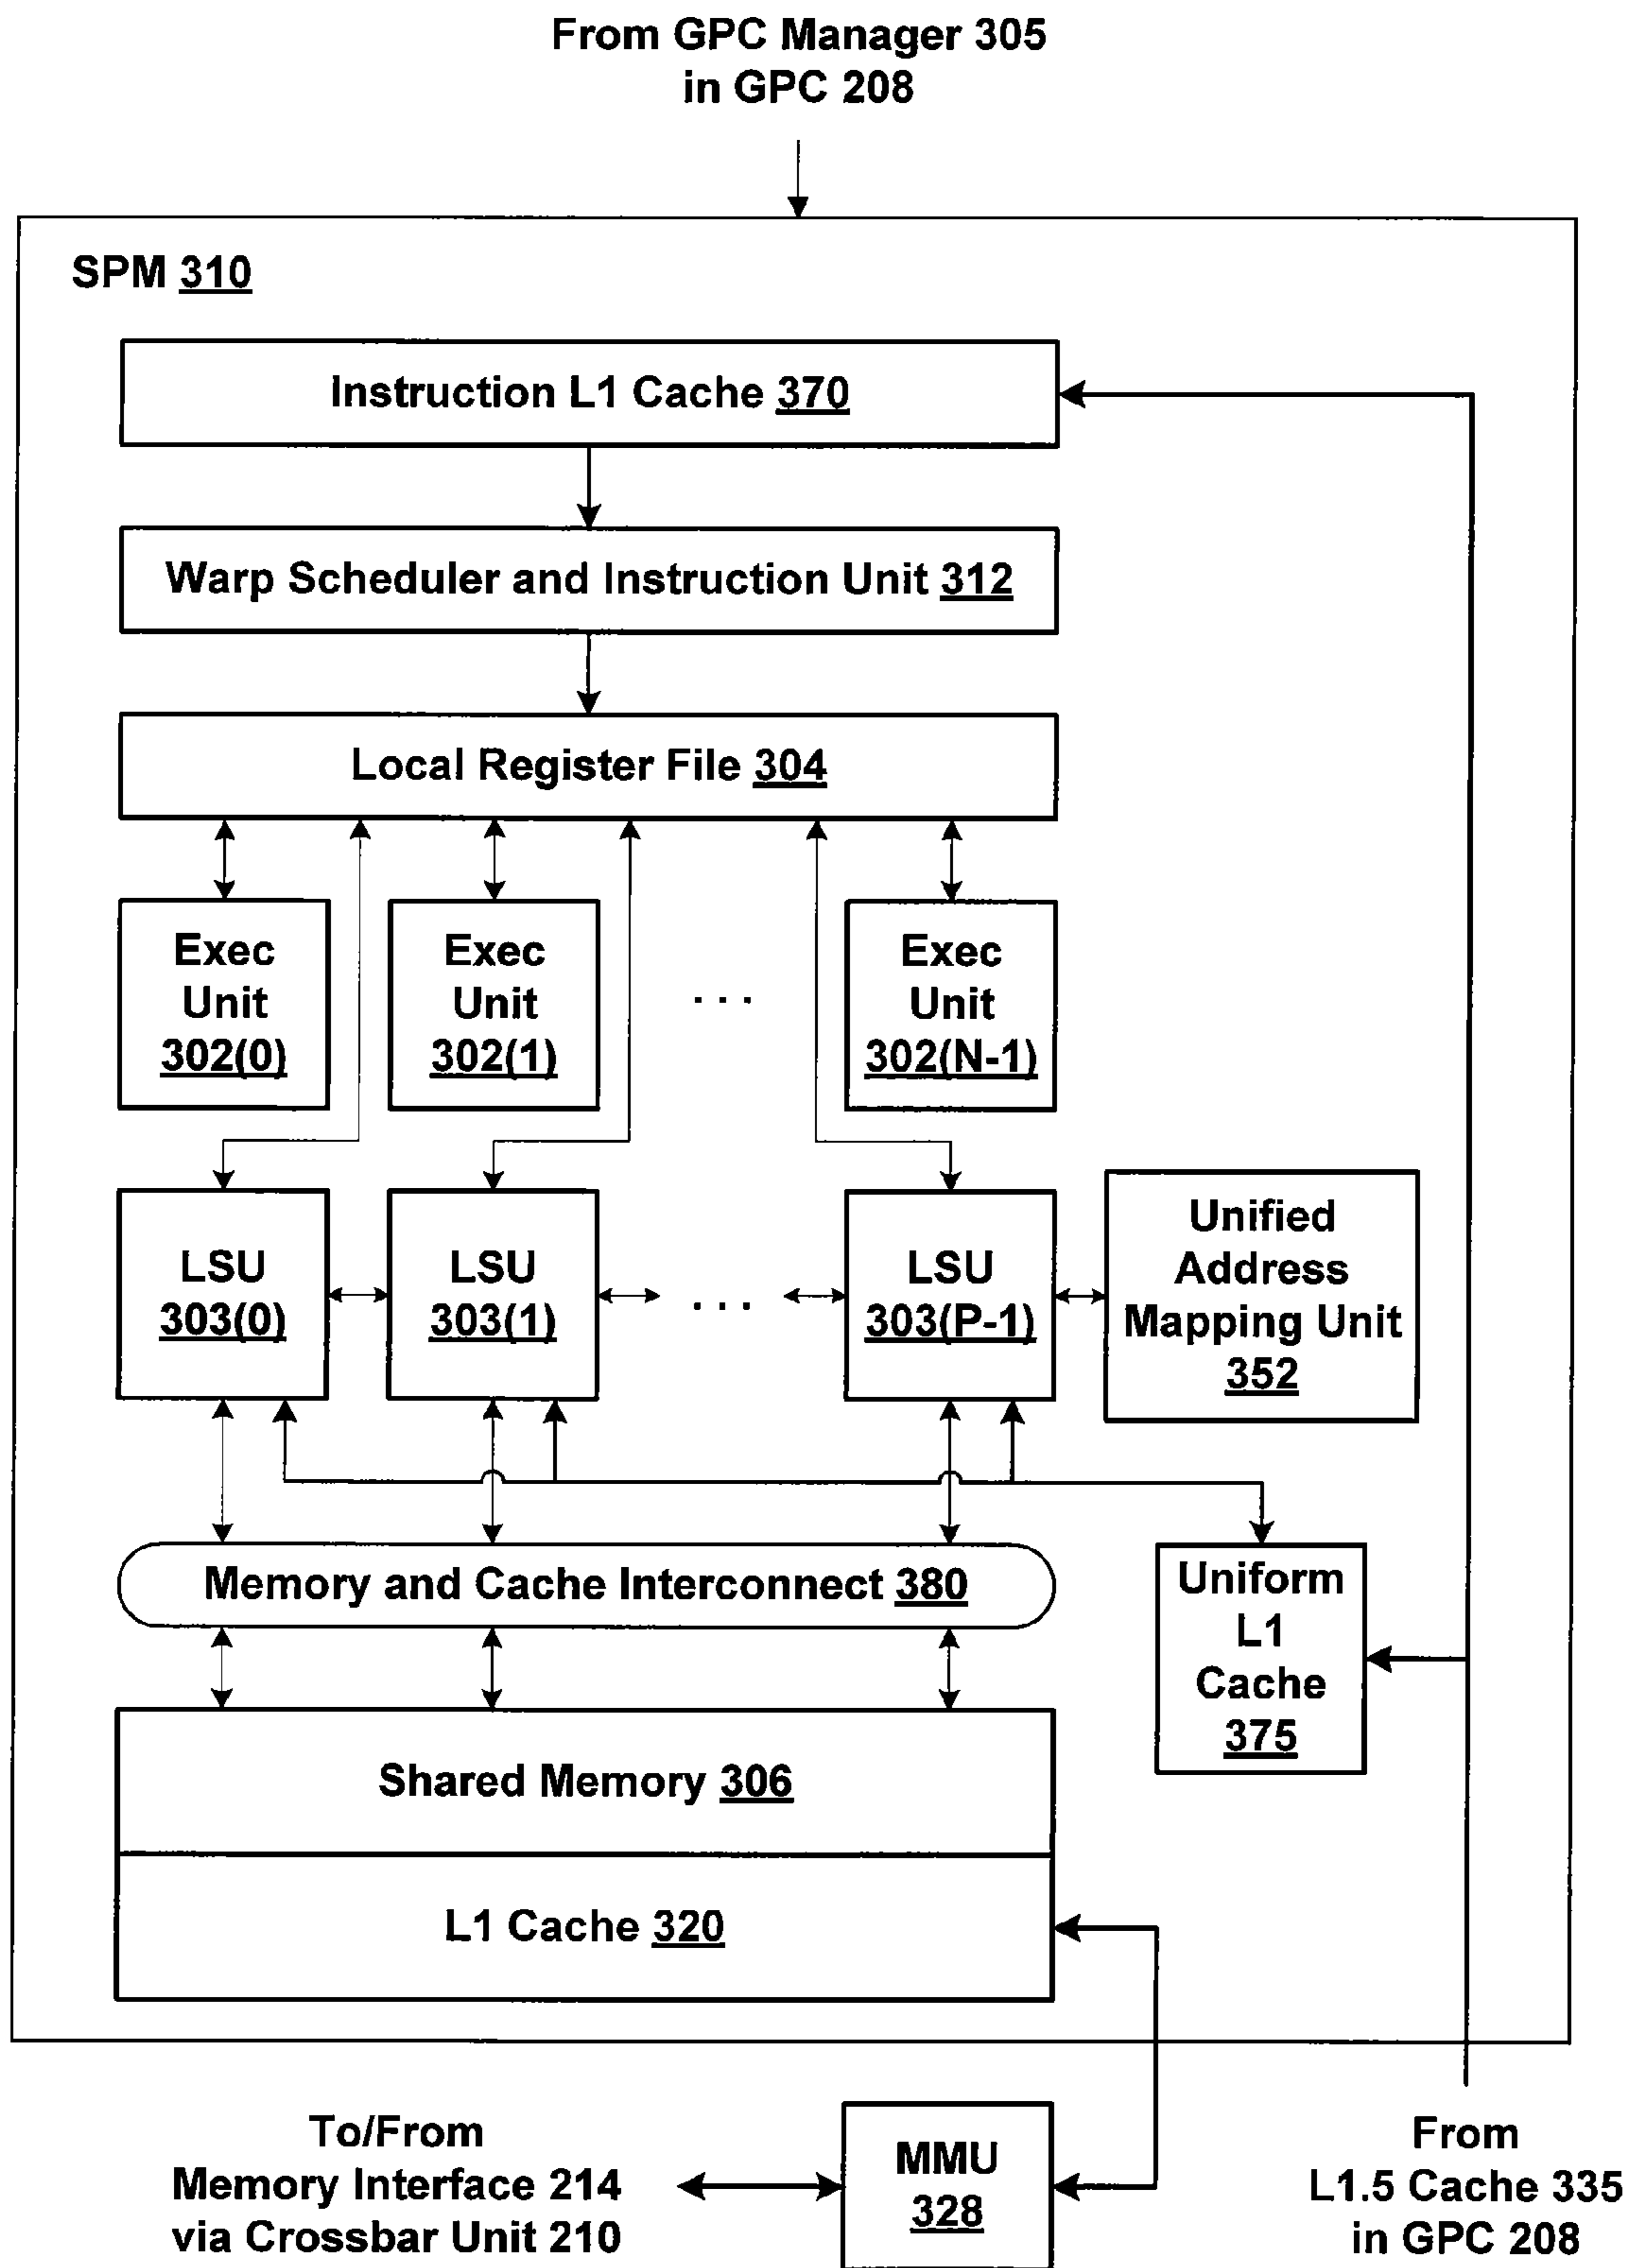 From GPC Manager 305
in GPC 208
SPM 310
Instruction L1 Cache 370
Warp Scheduler and Instruction Unit 312
Local Register File 304
Exec
Unit
302(0)
Exec
Unit
302(1)
. . .
Exec
Unit
302(N-1)
LSU
303(0)
LSU
303(1)
. . .
LSU
303(P-1)
Unified
Address
Mapping Unit
352
Memory and Cache Interconnect 380
Uniform
L1
Cache
375
Shared Memory 306
L1 Cache 320
To/From
Memory Interface 214
via Crossbar Unit 210
MMU
328
From
L1.5 Cache 335
in GPC 208